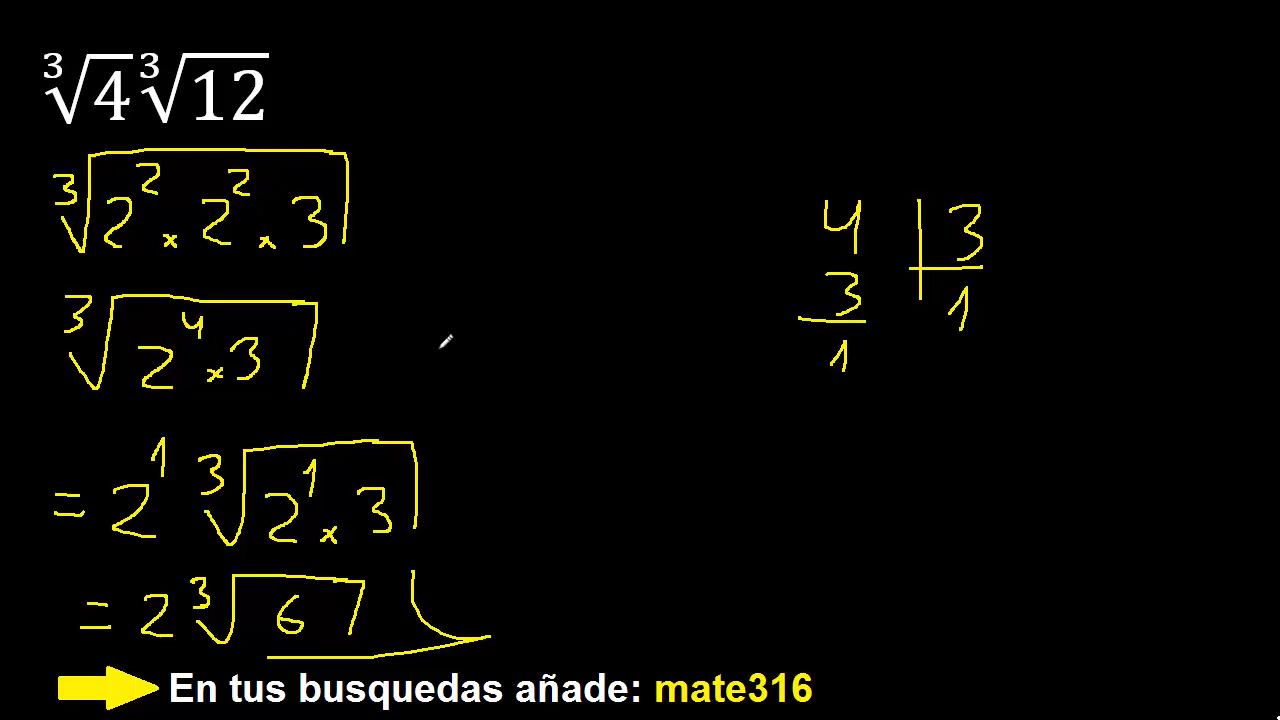 ∛4 ∛12
∛(2² × 2² × 3)
∛(2⁴ × 3)
= 2¹ ∛(2¹ × 3)
= 2 ∛6
4 | 3
3 1
1
En tus busquedas añade: mate316